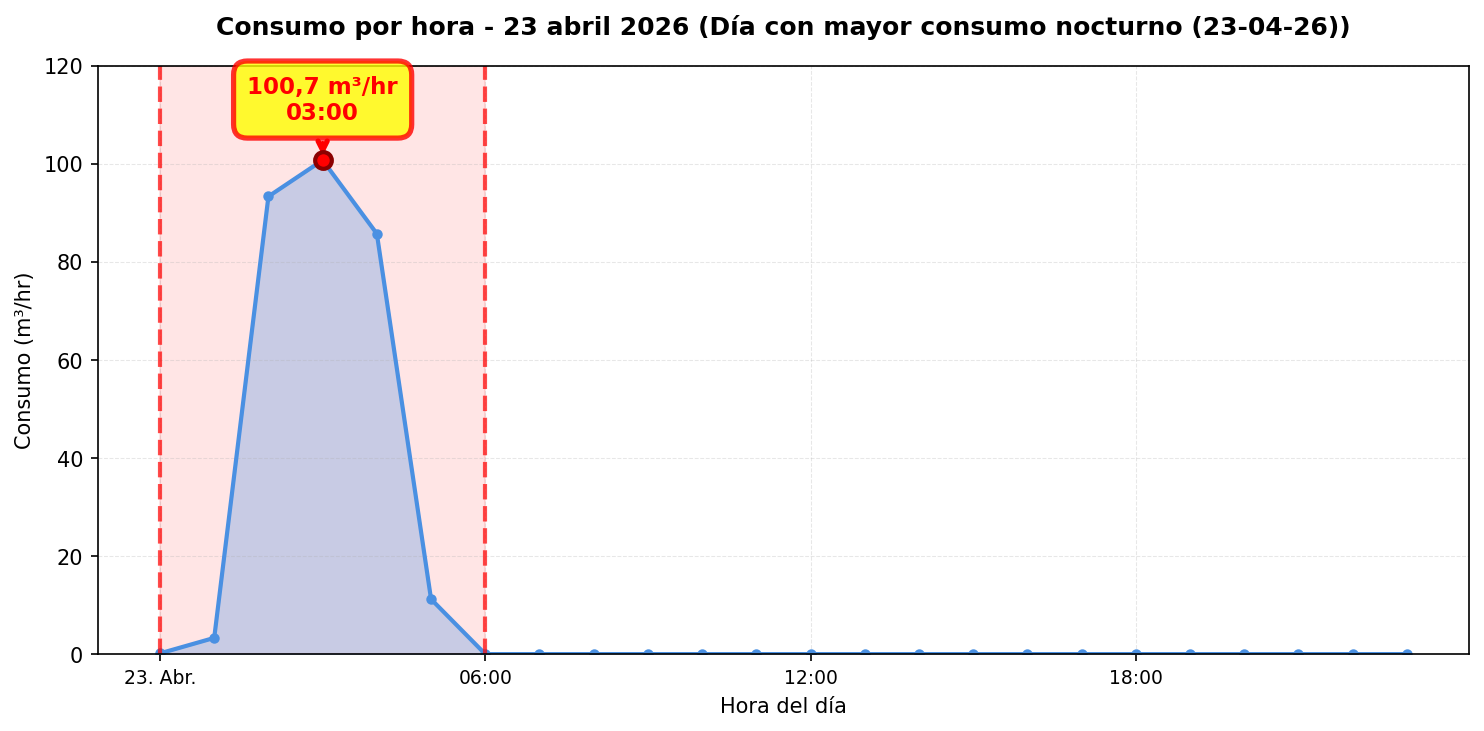 Consumo por hora - 23 abril 2026 (Día con mayor consumo nocturno (23-04-26))
100,7 m³/hr
03:00
Consumo (m³/hr)
120
100
80
60
40
20
0
23. Abr.
06:00
12:00
18:00
Hora del día